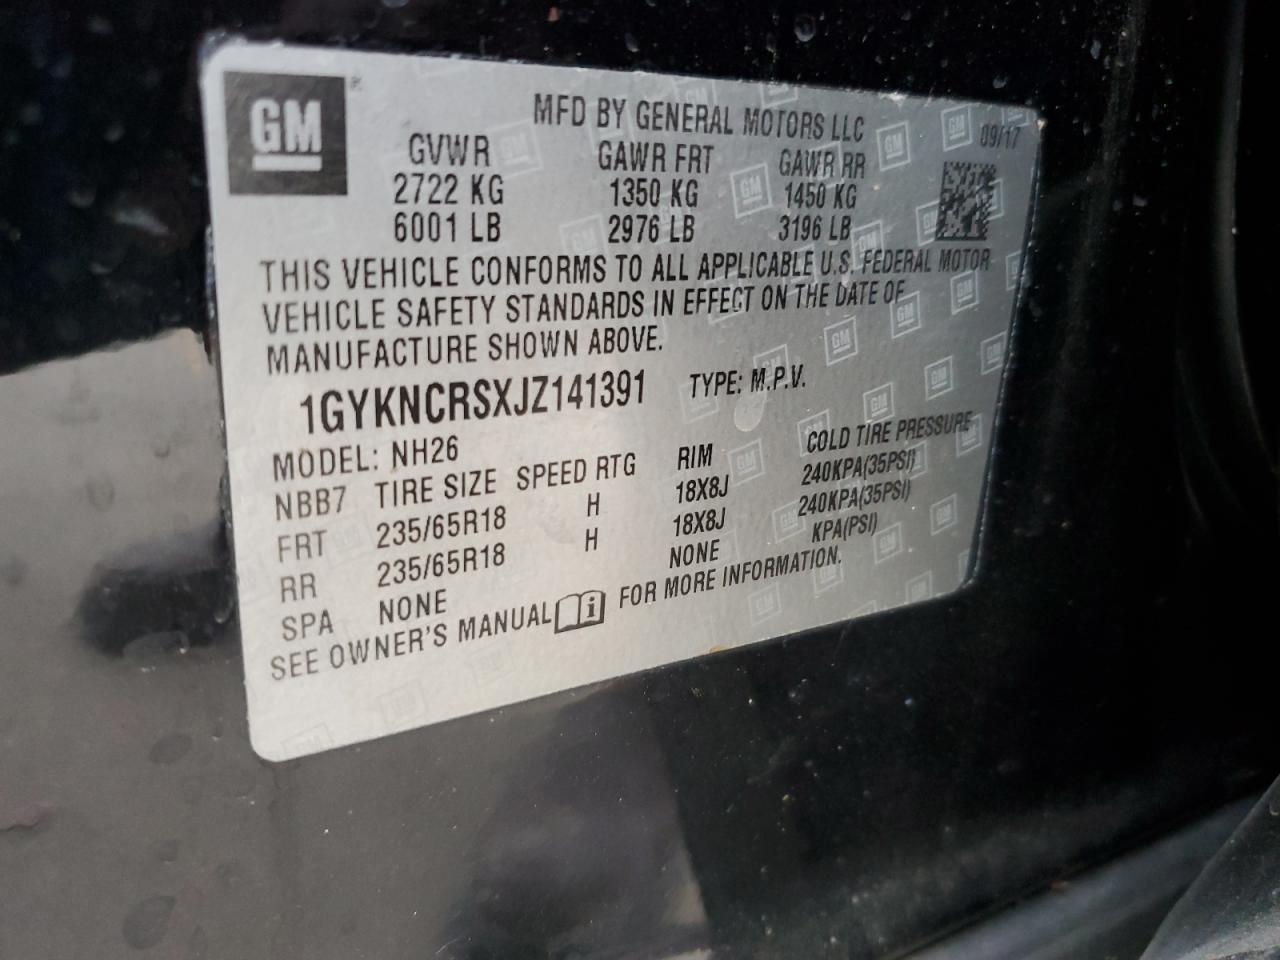 GM
MFD BY GENERAL MOTORS LLC
09/17
GVWR GAWR FRT GAWR RR
2722 KG 1350 KG 1450 KG
6001 LB 2976 LB 3196 LB
THIS VEHICLE CONFORMS TO ALL APPLICABLE U.S. FEDERAL MOTOR
VEHICLE SAFETY STANDARDS IN EFFECT ON THE DATE OF
MANUFACTURE SHOWN ABOVE.
1GYKNCRSXJZ141391 TYPE: M.P.V.
MODEL: NH26
NBB7 TIRE SIZE SPEED RTG RIM COLD TIRE PRESSURE
FRT 235/65R18 H 18X8J 240KPA(35PSI)
RR 235/65R18 H 18X8J 240KPA(35PSI)
SPA NONE NONE KPA(PSI)
SEE OWNER'S MANUAL i FOR MORE INFORMATION.